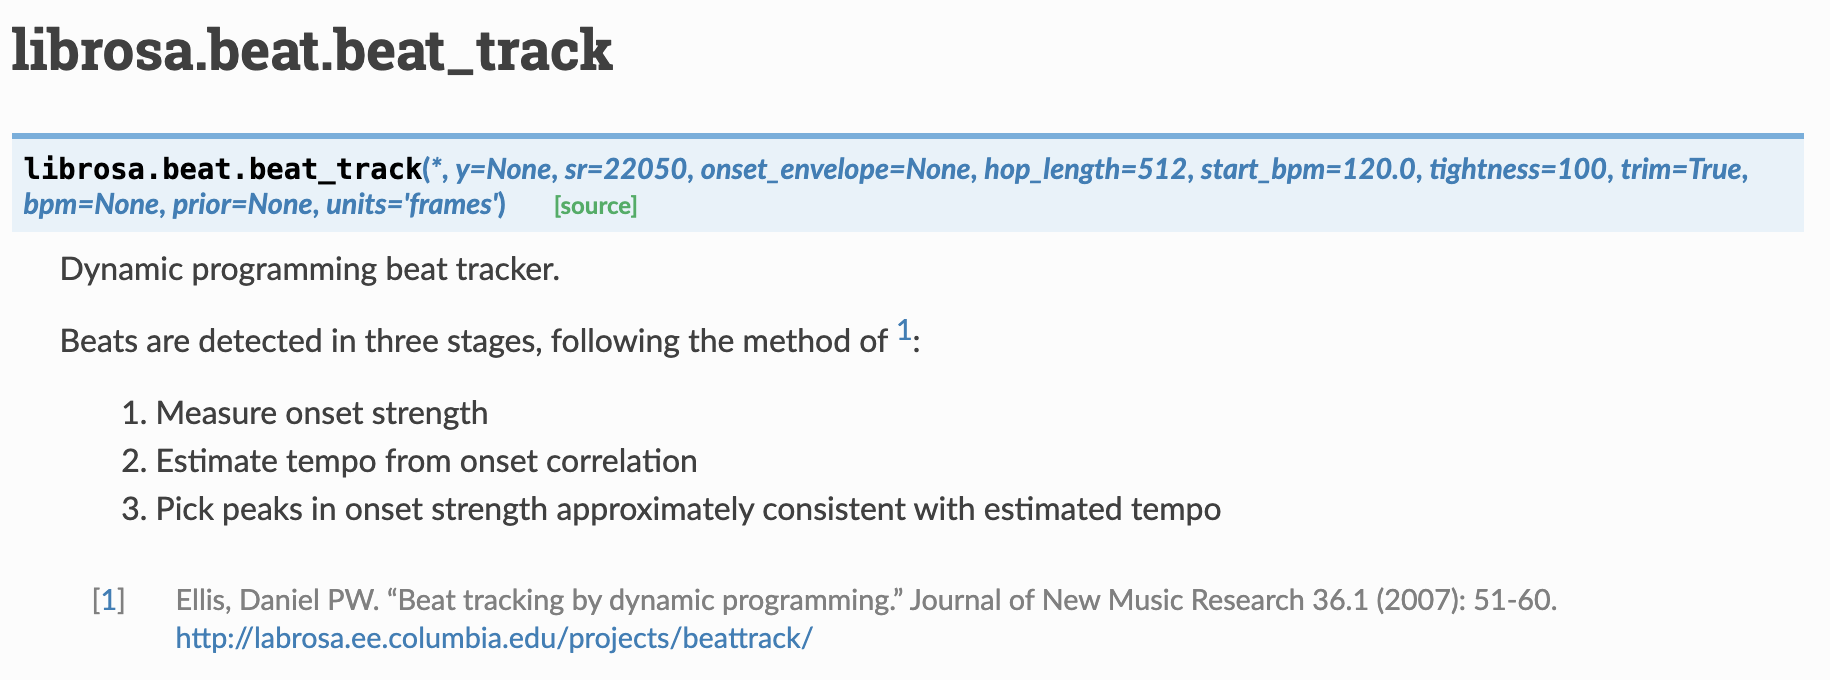 librosa.beat.beat_track
librosa.beat.beat_track(*, y=None, sr=22050, onset_envelope=None, hop_length=512, start_bpm=120.0, tightness=100, trim=True,
bpm=None, prior=None, units='frames') [source]
Dynamic programming beat tracker.
Beats are detected in three stages, following the method of 1:
1. Measure onset strength
2. Estimate tempo from onset correlation
3. Pick peaks in onset strength approximately consistent with estimated tempo
[1] Ellis, Daniel PW. “Beat tracking by dynamic programming.” Journal of New Music Research 36.1 (2007): 51-60.
http://labrosa.ee.columbia.edu/projects/beattrack/